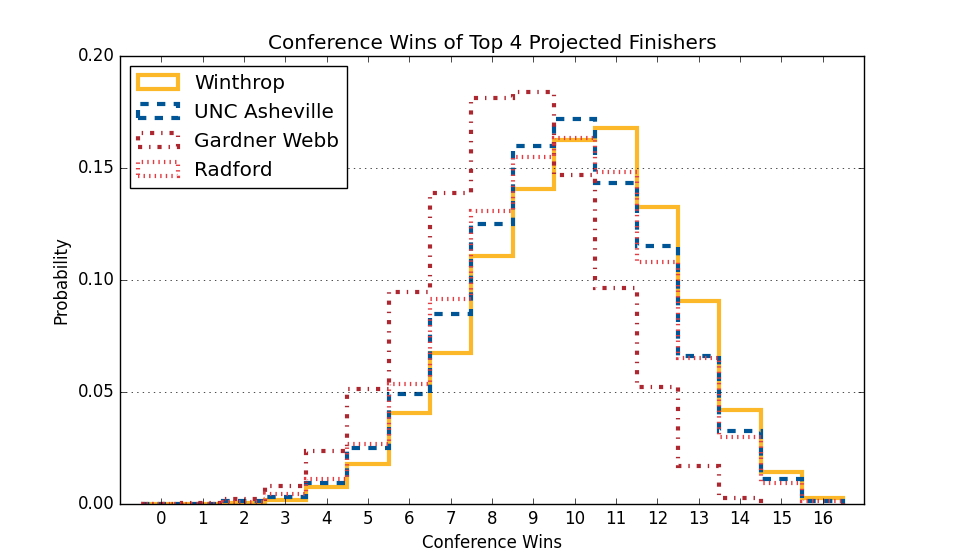 Conference Wins of Top 4 Projected Finishers
0.20
0.15
0.10
0.05
0.00
Probability
Winthrop
UNC Asheville
Gardner Webb
Radford
0 1 2 3 4 5 6 7 8 9 10 11 12 13 14 15 16
Conference Wins